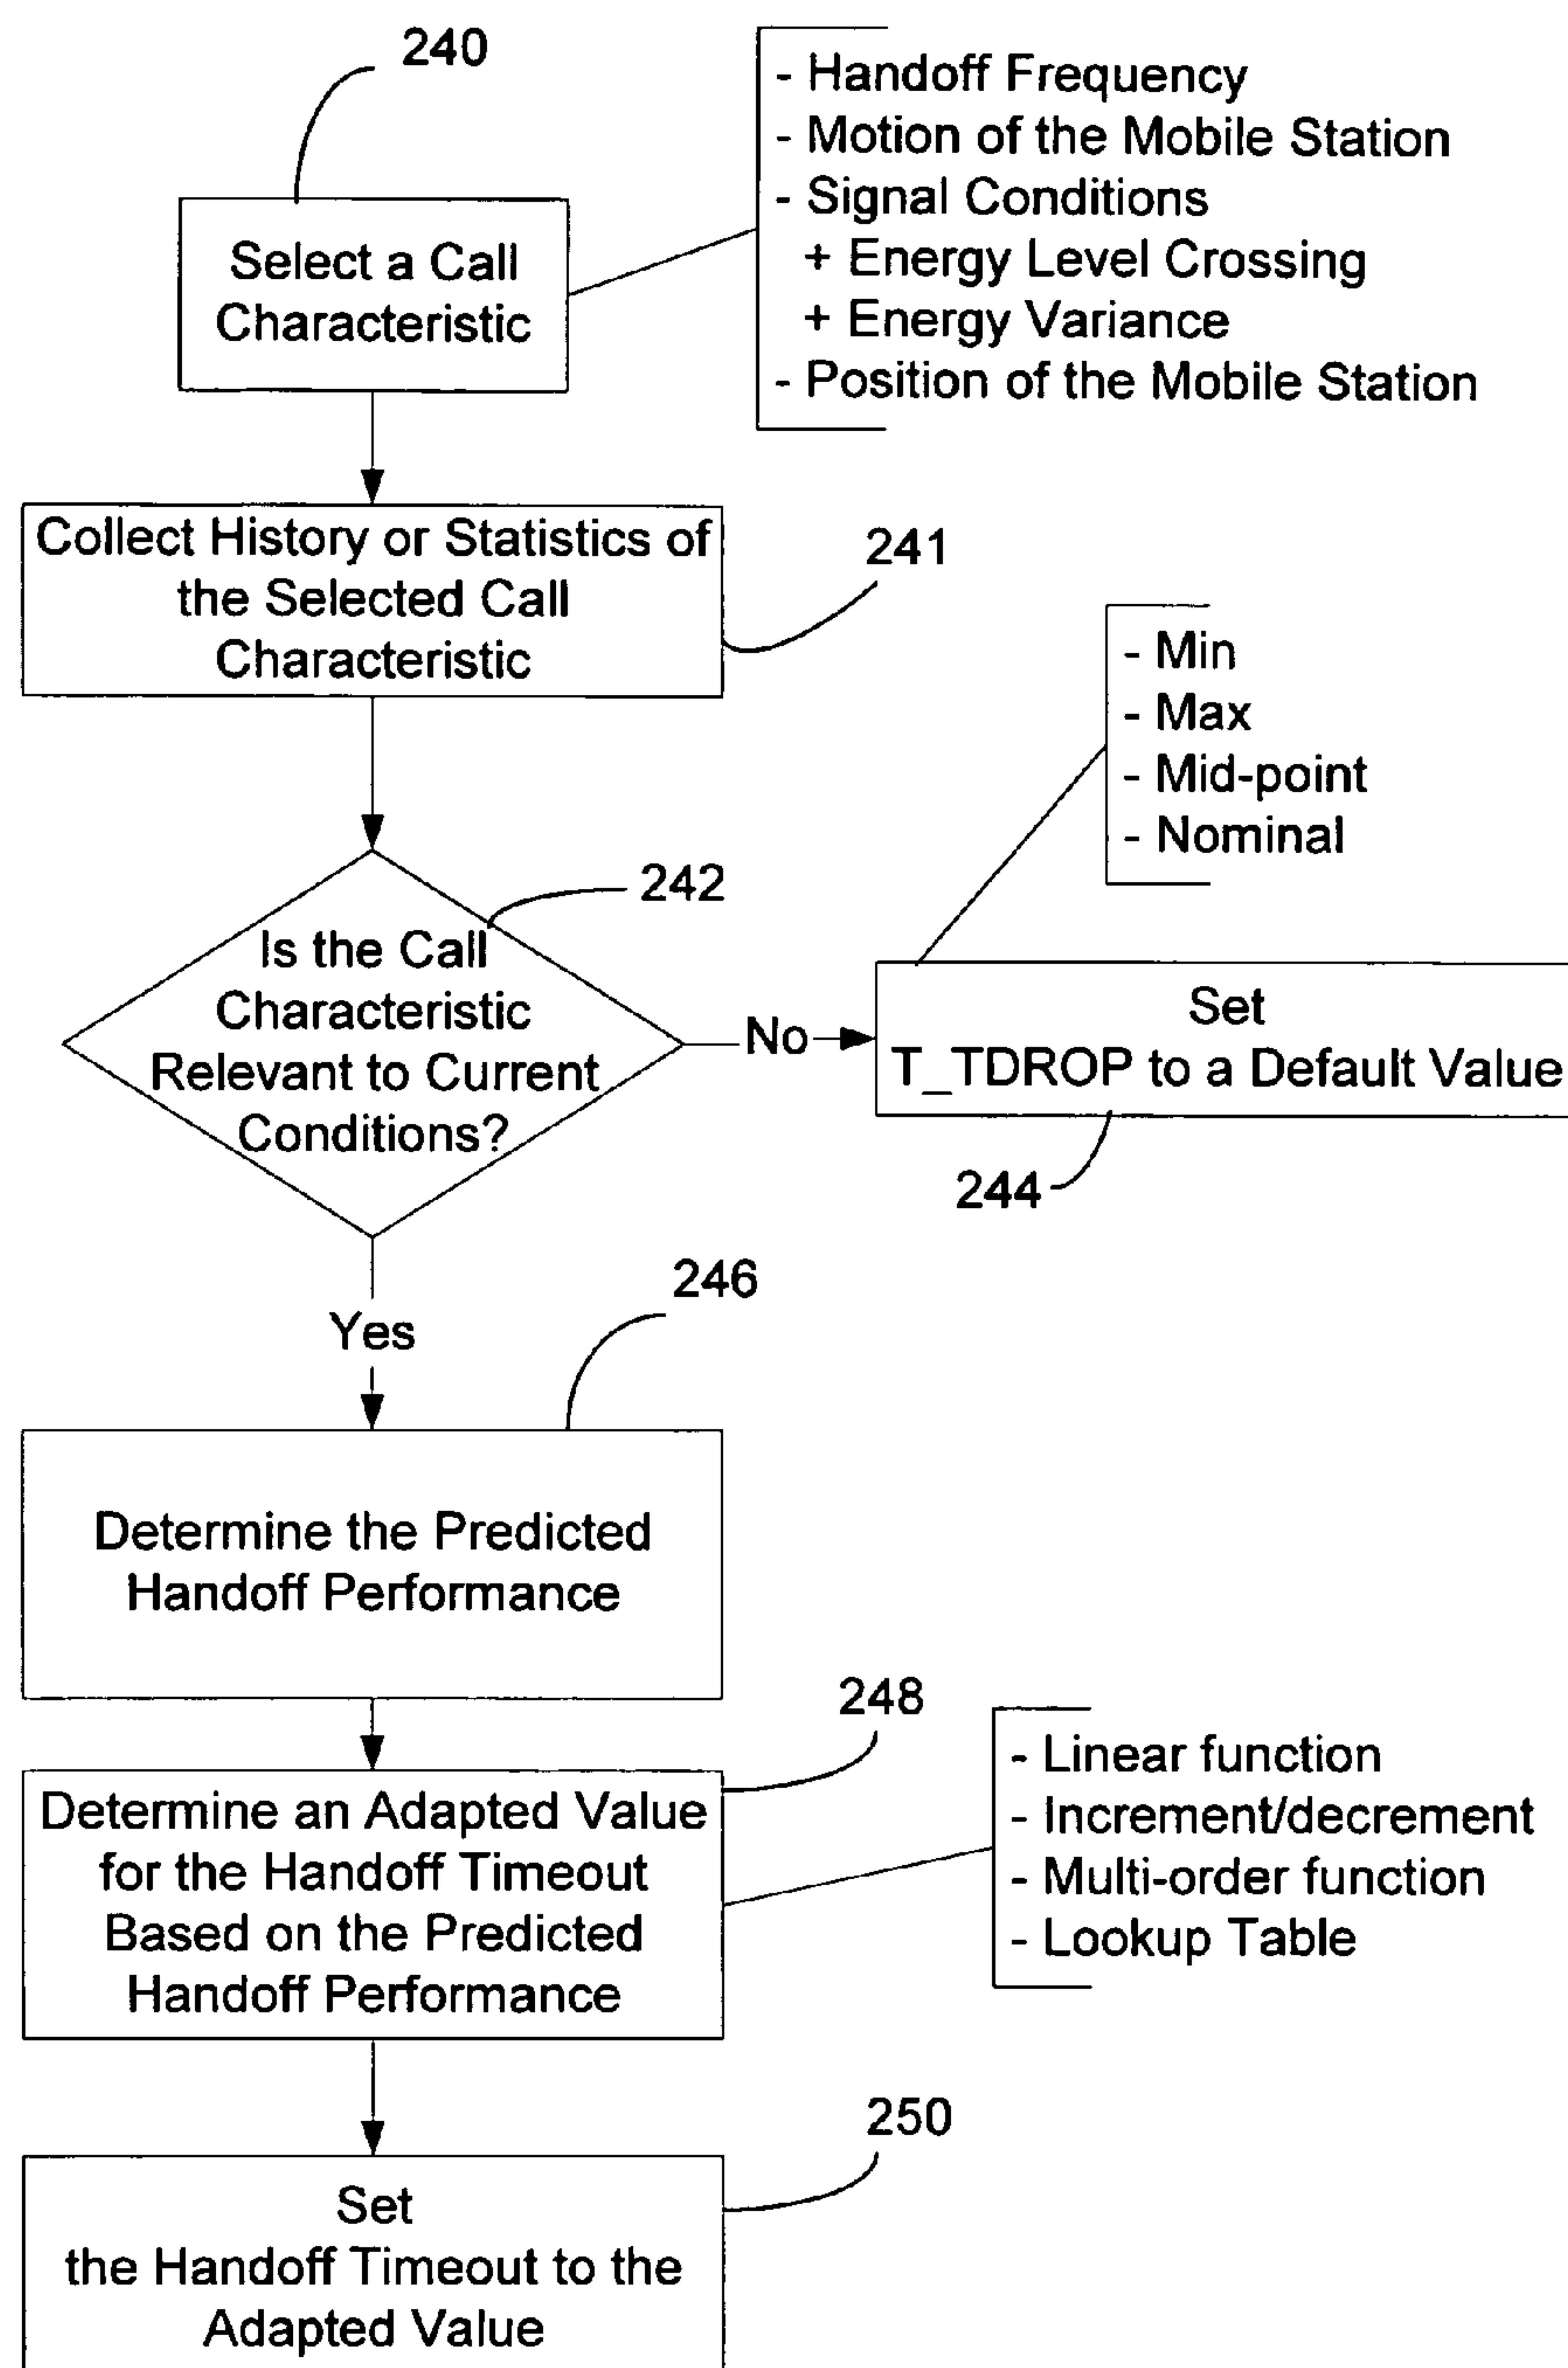 240
- Handoff Frequency
- Motion of the Mobile Station
- Signal Conditions
+ Energy Level Crossing
+ Energy Variance
- Position of the Mobile Station
Select a Call
Characteristic
Collect History or Statistics of
the Selected Call
Characteristic
241
- Min
- Max
- Mid-point
- Nominal
242
Is the Call
Characteristic
Relevant to Current
Conditions?
No
Set
T_TDROP to a Default Value
244
Yes
246
Determine the Predicted
Handoff Performance
248
Determine an Adapted Value
for the Handoff Timeout
Based on the Predicted
Handoff Performance
- Linear function
- Increment/decrement
- Multi-order function
- Lookup Table
250
Set
the Handoff Timeout to the
Adapted Value